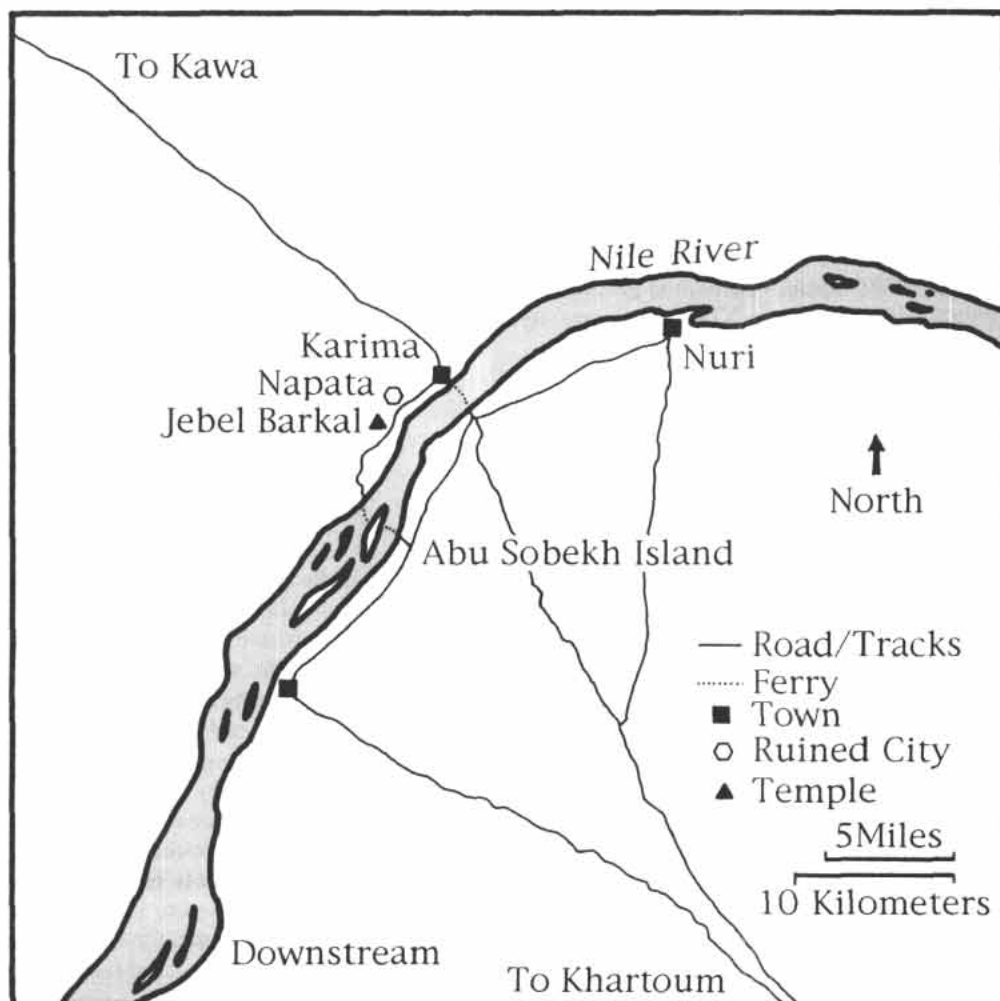 To Kawa
Nile River
Karima
Napata
Jebel Barkal
Nuri
North
Abu Sobekh Island
Road/Tracks
Ferry
Town
Ruined City
Temple
5Miles
10 Kilometers
Downstream
To Khartoum